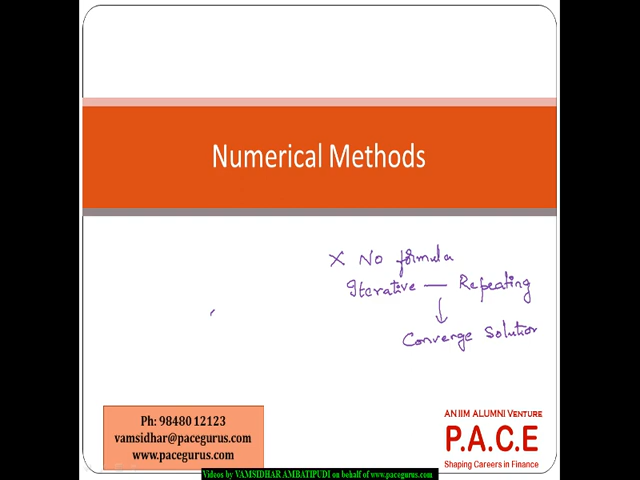 Numerical Methods
X No formula
Iterative — Repeating
↓
Converge Solution
Ph: 98480 12123
vamsidhar@pacegurus.com
www.pacegurus.com
AN IIM ALUMNI VENTURE
P.A.C.E
Shaping Careers in Finance
Videos by VAMSIDHAR AMBATIPUDI on behalf of www.pacegurus.com